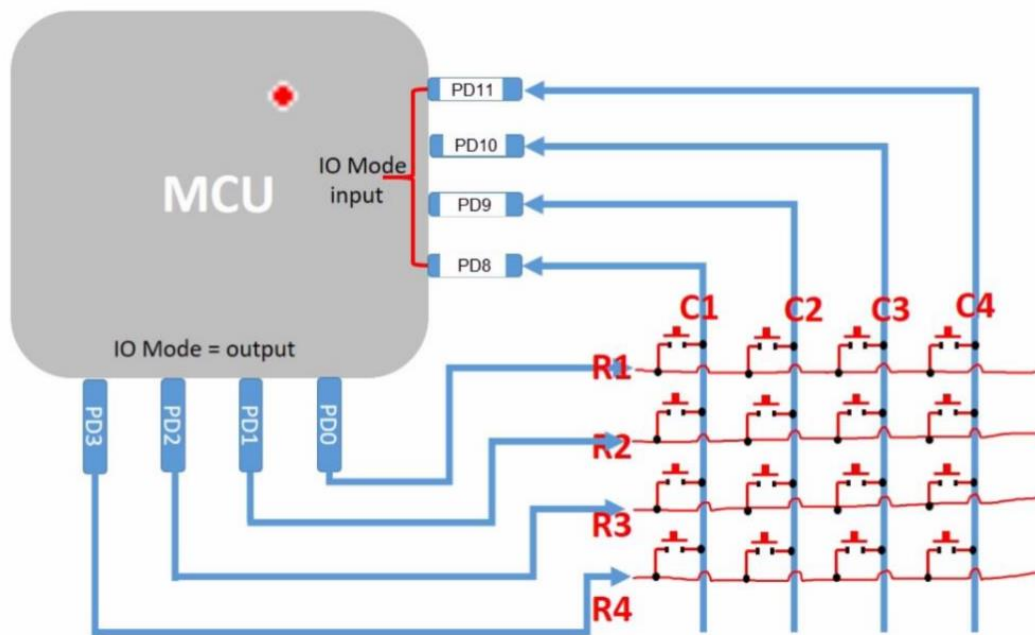 PD11
PD10
IO Mode
input
MCU
PD9
PD8
C1 C2 C3 C4
IO Mode = output
R1
PD3 PD2 PD1 PD0
R2
R3
R4